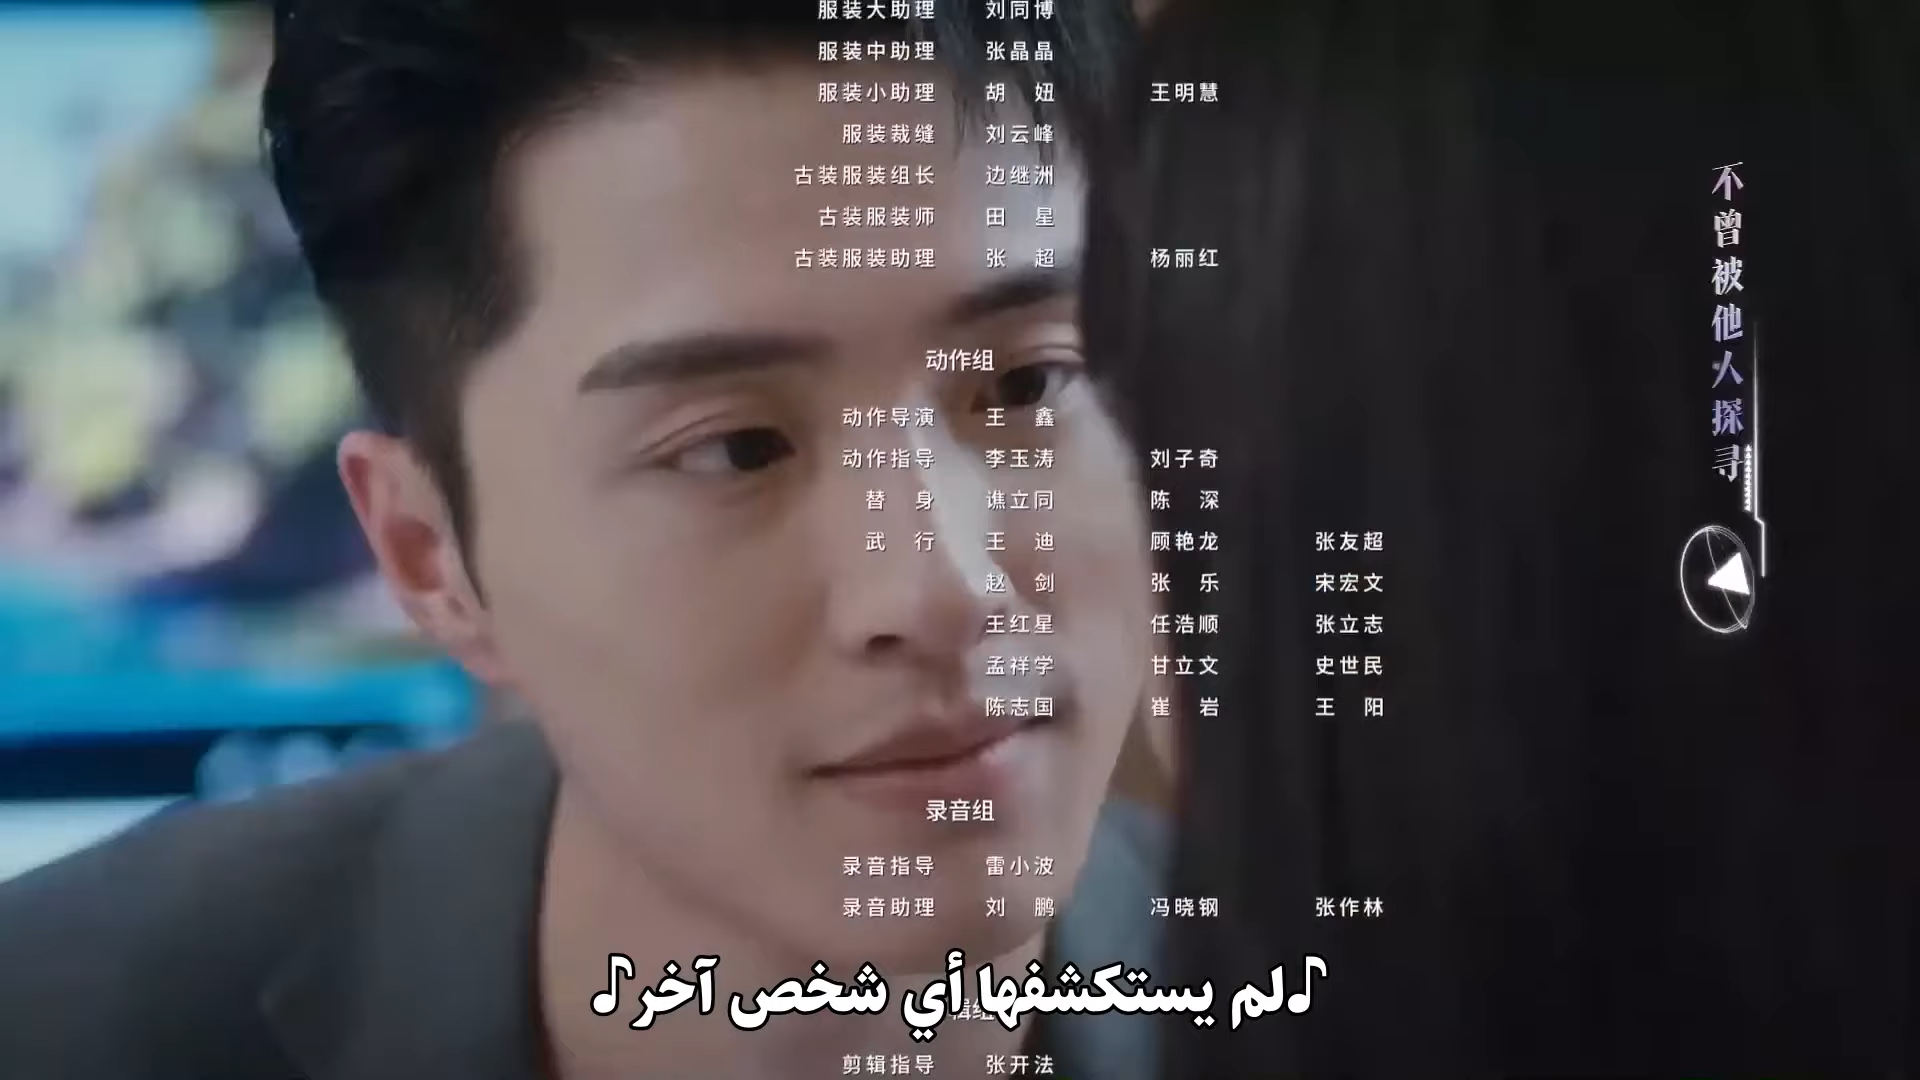 服装大助理 刘同博
服装中助理 张晶晶
服装小助理 胡 妞 王明慧
服装裁缝 刘云峰
古装服装组长 边继洲
古装服装师 田 星
古装服装助理 张 超 杨丽红
动作组
动作导演 王 鑫
动作指导 李玉涛 刘子奇
替 身 谯立同 陈 深
武 行 王 迪 顾艳龙 张友超
赵 剑 张 乐 宋宏文
王红星 任浩顺 张立志
孟祥学 甘立文 史世民
陈志国 崔 岩 王 阳
录音组
录音指导 雷小波
录音助理 刘 鹏 冯晓钢 张作林
辑组
剪辑指导 张开法
不曾被他人探寻
♪لم يستكشفها أي شخص آخر♪